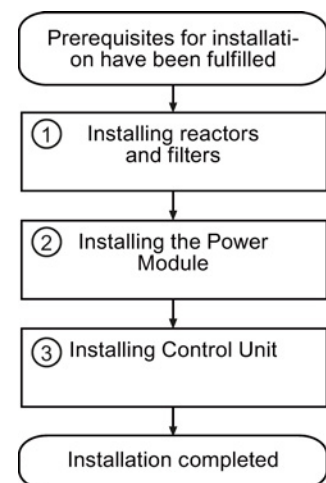 Prerequisites for installati-
on have been fulfilled
1 Installing reactors
and filters
2 Installing the Power
Module
3 Installing Control Unit
Installation completed